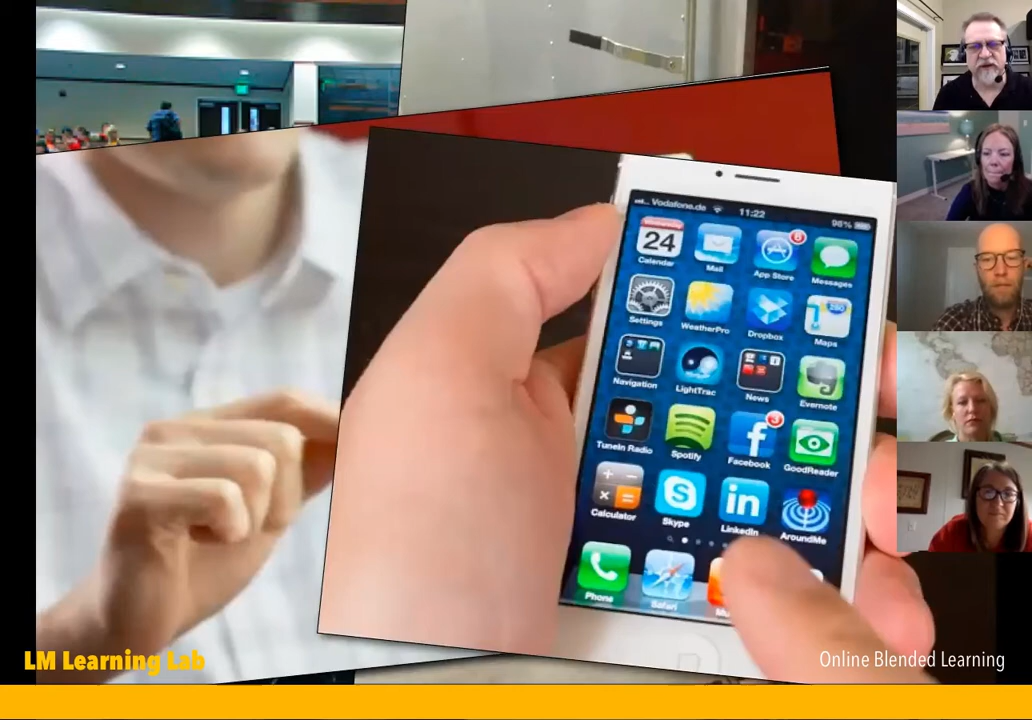 Vodafone.de 11:22 96%
Wednesday
24
Calendar Mail App Store Messages
Settings WeatherPro Dropbox Maps
Navigation LightTrac News Evernote
TuneIn Radio Spotify Facebook GoodReader
Calculator Skype LinkedIn AroundMe
Phone Safari
LM Learning Lab
Online Blended Learning